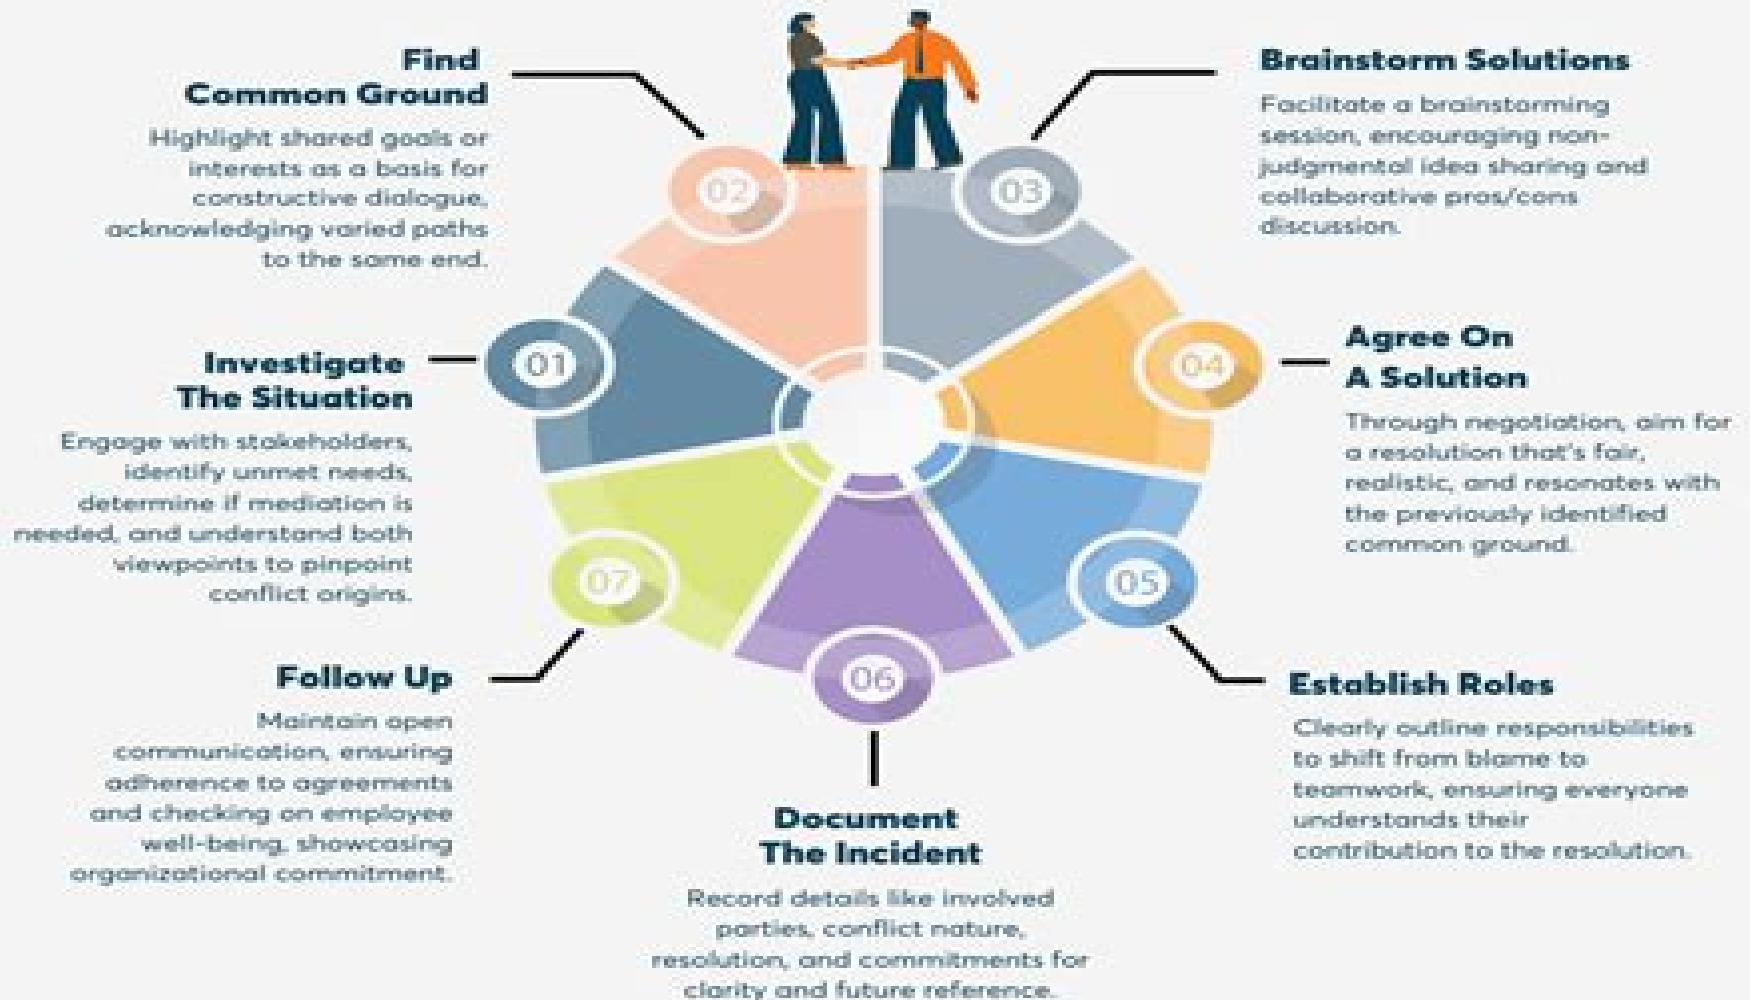 01
Investigate
The Situation
Engage with stakeholders,
identify unmet needs,
determine if mediation is
needed, and understand both
viewpoints to pinpoint
conflict origins.
02
Find
Common Ground
Highlight shared goals or
interests as a basis for
constructive dialogue,
acknowledging varied paths
to the same end.
03
Brainstorm Solutions
Facilitate a brainstorming
session, encouraging non-
judgmental idea sharing and
collaborative pros/cons
discussion.
04
Agree On
A Solution
Through negotiation, aim for
a resolution that's fair,
realistic, and resonates with
the previously identified
common ground.
05
Establish Roles
Clearly outline responsibilities
to shift from blame to
teamwork, ensuring everyone
understands their
contribution to the resolution.
06
Document
The Incident
Record details like involved
parties, conflict nature,
resolution, and commitments for
clarity and future reference.
07
Follow Up
Maintain open
communication, ensuring
adherence to agreements
and checking on employee
well-being, showcasing
organizational commitment.